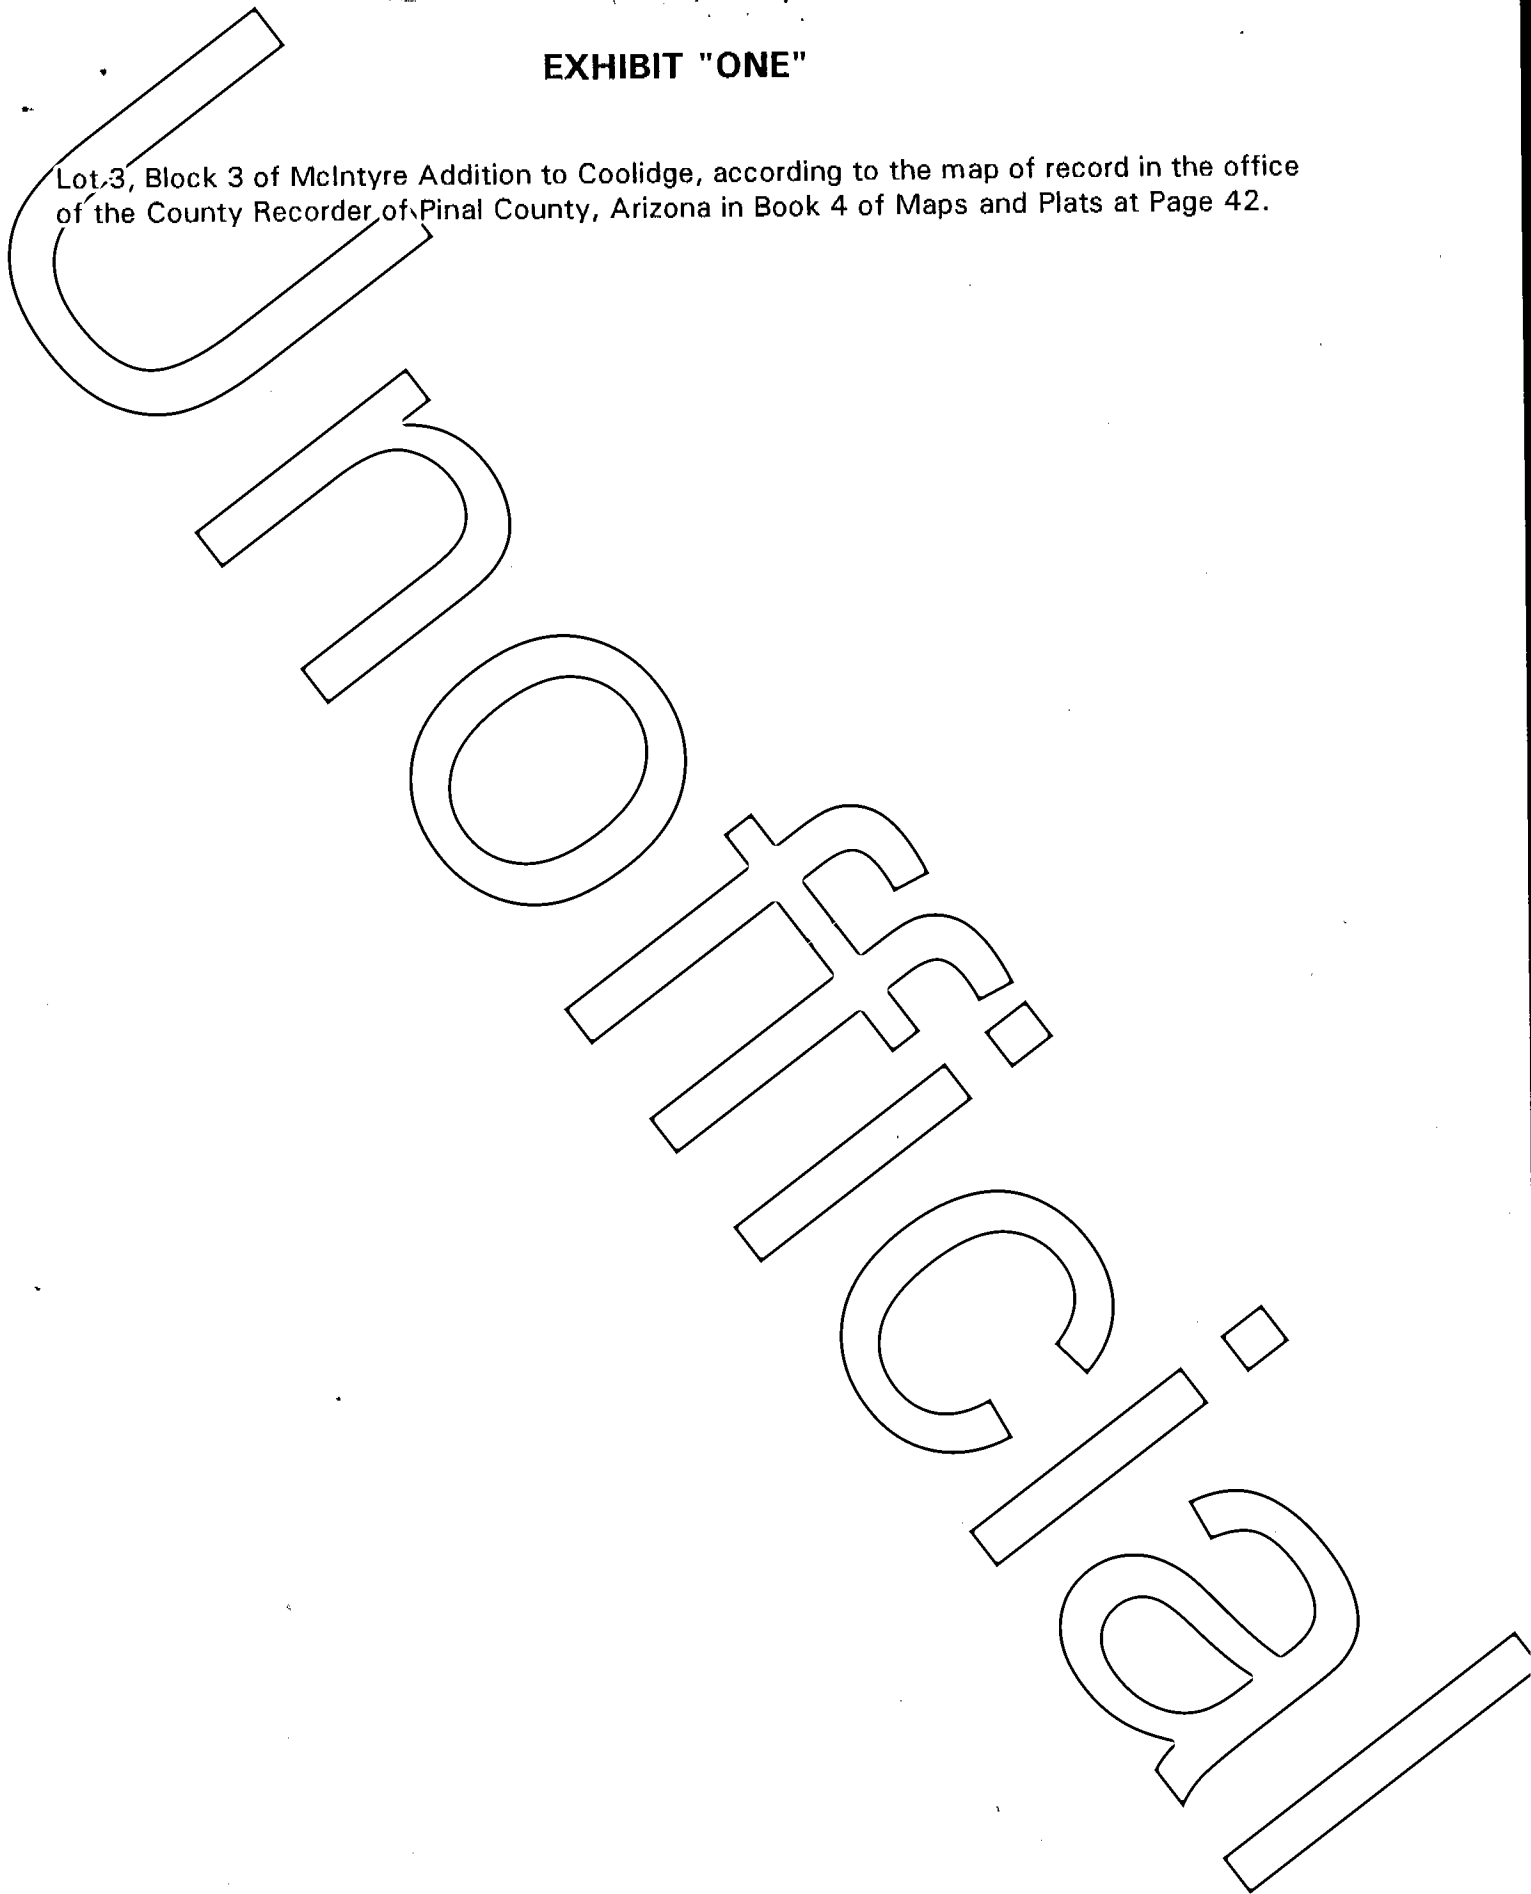 EXHIBIT "ONE"
Lot 3, Block 3 of McIntyre Addition to Coolidge, according to the map of record in the office
of the County Recorder of Pinal County, Arizona in Book 4 of Maps and Plats at Page 42.
Unofficial